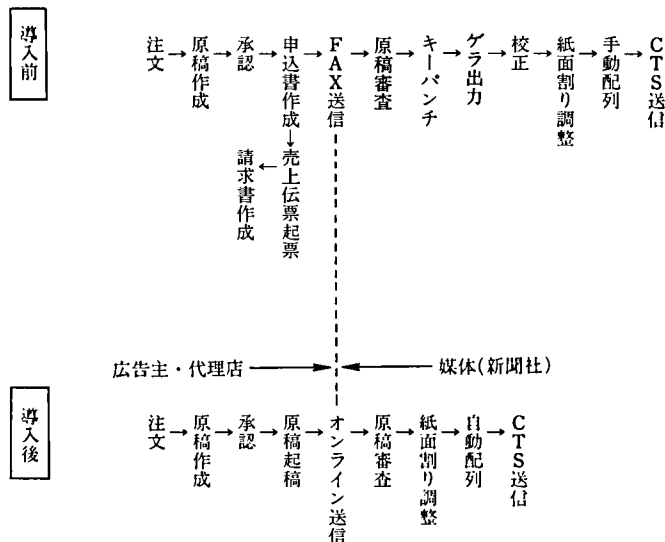 導入前
注文→原稿作成→承認→申込書作成→FAX送信→原稿審査→キーパンチ→ゲラ出力→校正→紙面割り調整→手動配列→CTS送信
↓売上伝票起票
←請求書作成
広告主・代理店
媒体(新聞社)
導入後
注文→原稿作成→承認→原稿起稿→オンライン送信→原稿審査→紙面割り調整→自動配列→CTS送信